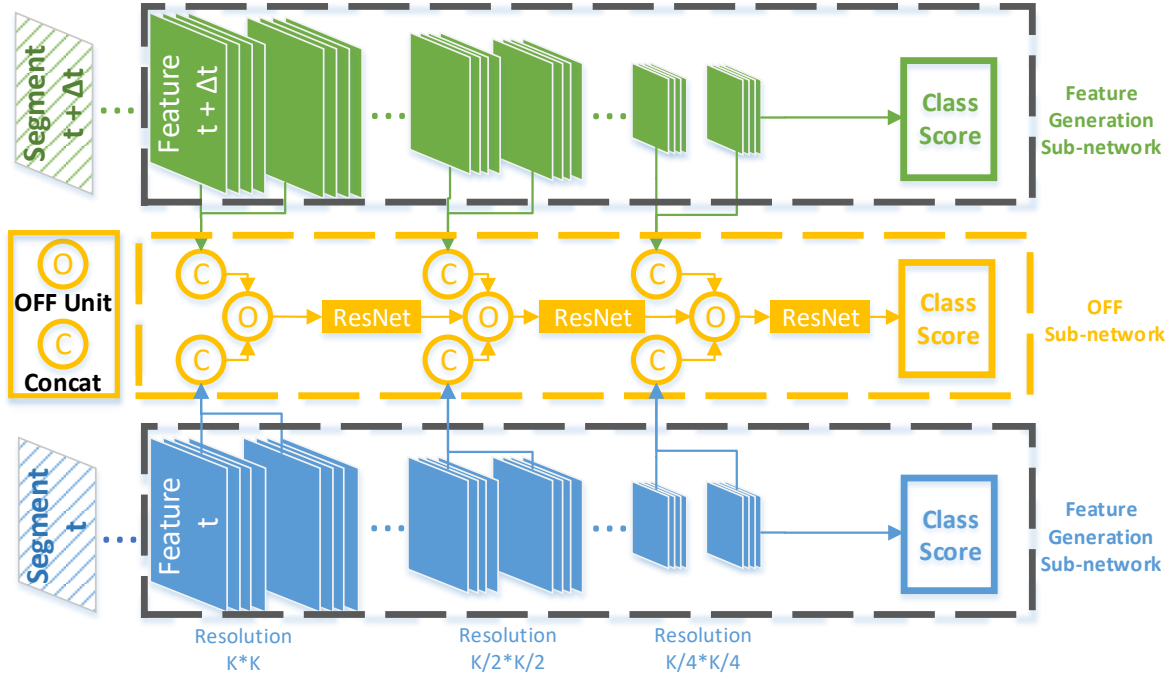 Segment
t + Δt
Feature
t + Δt
Class
Score
Feature
Generation
Sub-network
O
OFF Unit
C
Concat
C
C
C
O
ResNet
O
ResNet
O
ResNet
C
C
C
Class
Score
OFF
Sub-network
Segment
t
Feature
t
Class
Score
Feature
Generation
Sub-network
Resolution
K*K
Resolution
K/2*K/2
Resolution
K/4*K/4